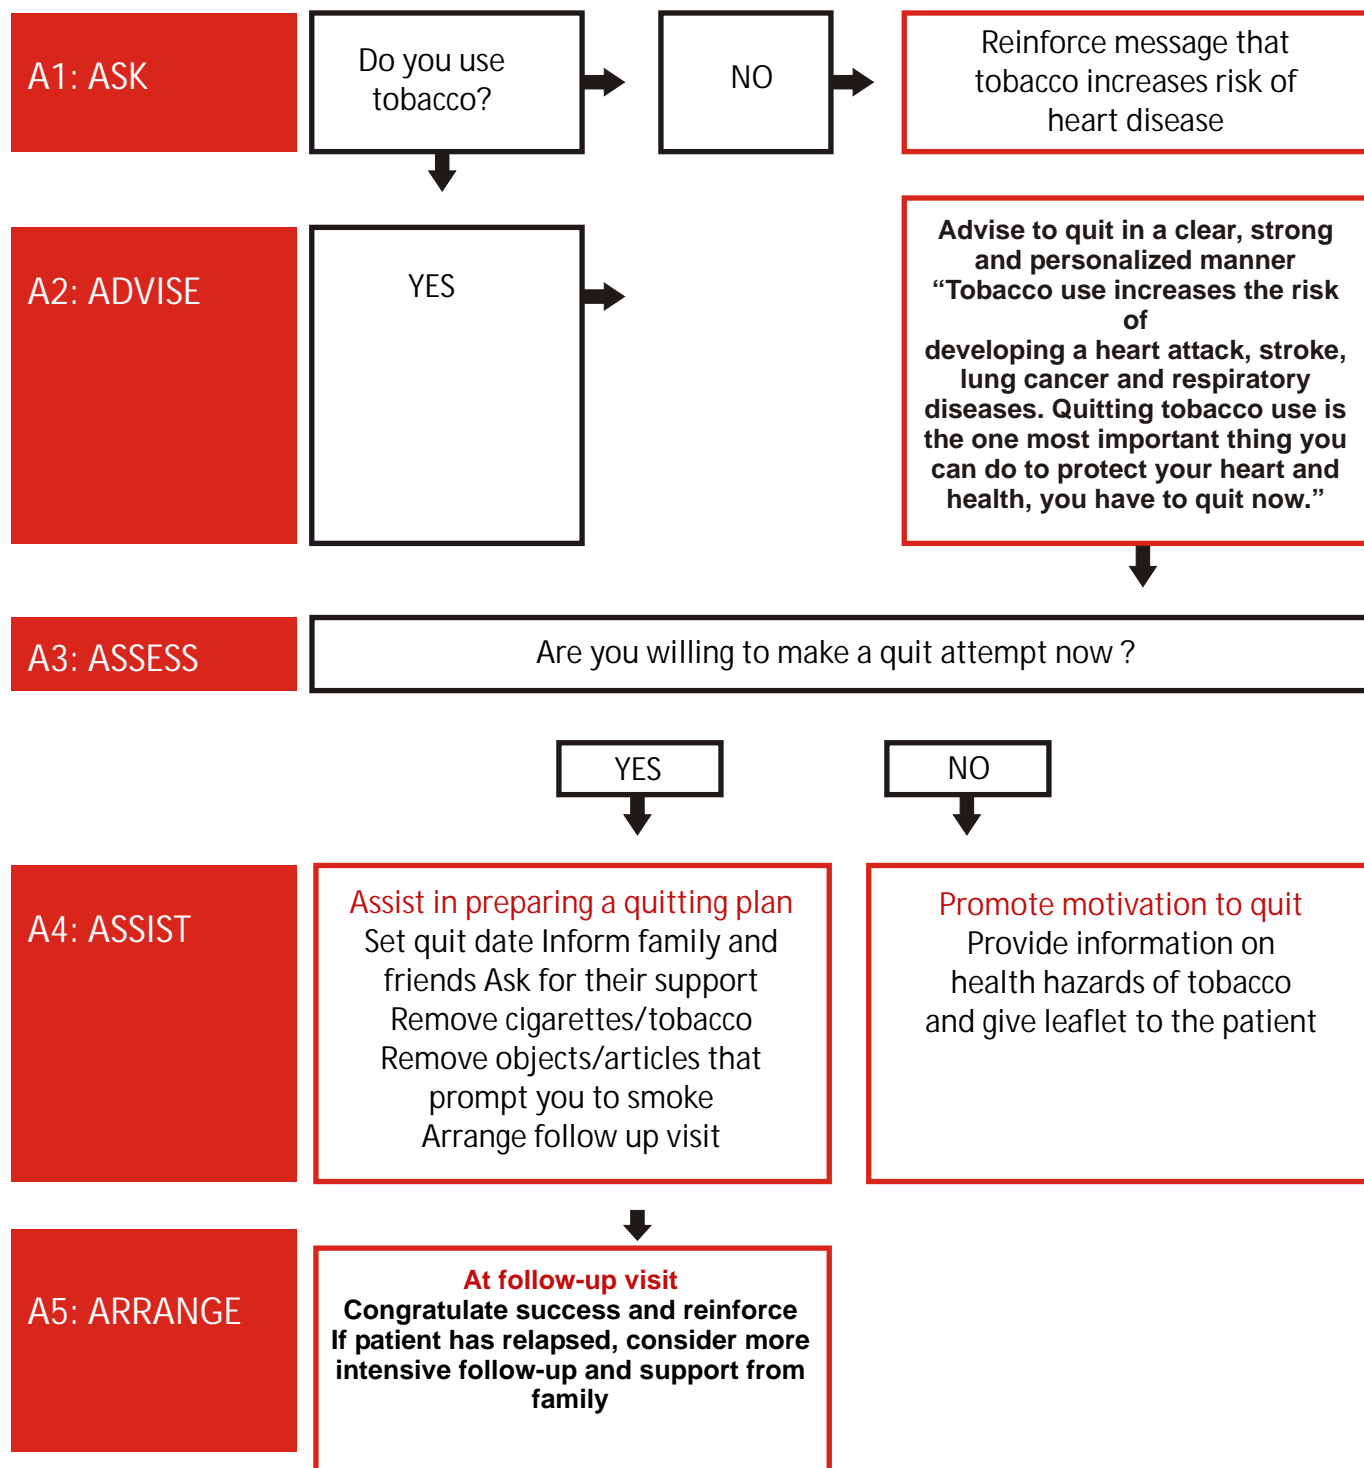 A1: ASK
Do you use
tobacco?
NO
Reinforce message that
tobacco increases risk of
heart disease
A2: ADVISE
YES
Advise to quit in a clear, strong
and personalized manner
“Tobacco use increases the risk
of
developing a heart attack, stroke,
lung cancer and respiratory
diseases. Quitting tobacco use is
the one most important thing you
can do to protect your heart and
health, you have to quit now.”
A3: ASSESS
Are you willing to make a quit attempt now ?
YES
NO
A4: ASSIST
Assist in preparing a quitting plan
Set quit date Inform family and
friends Ask for their support
Remove cigarettes/tobacco
Remove objects/articles that
prompt you to smoke
Arrange follow up visit
Promote motivation to quit
Provide information on
health hazards of tobacco
and give leaflet to the patient
A5: ARRANGE
At follow-up visit
Congratulate success and reinforce
If patient has relapsed, consider more
intensive follow-up and support from
family